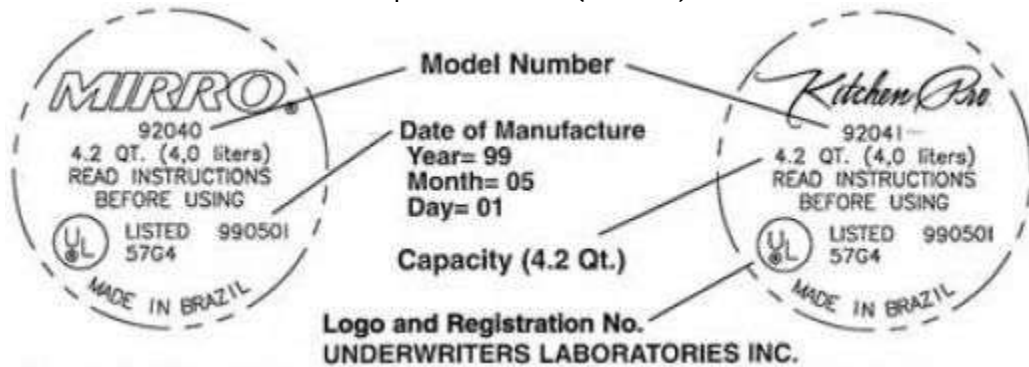 MIRRO®
92040
4.2 QT. (4,0 liters)
READ INSTRUCTIONS
BEFORE USING
UL LISTED 990501
57G4
MADE IN BRAZIL
Model Number
Date of Manufacture
Year= 99
Month= 05
Day= 01
Capacity (4.2 Qt.)
Logo and Registration No.
UNDERWRITERS LABORATORIES INC.
Kitchen Pro
92041
4.2 QT. (4,0 liters)
READ INSTRUCTIONS
BEFORE USING
UL LISTED 990501
57G4
MADE IN BRAZIL